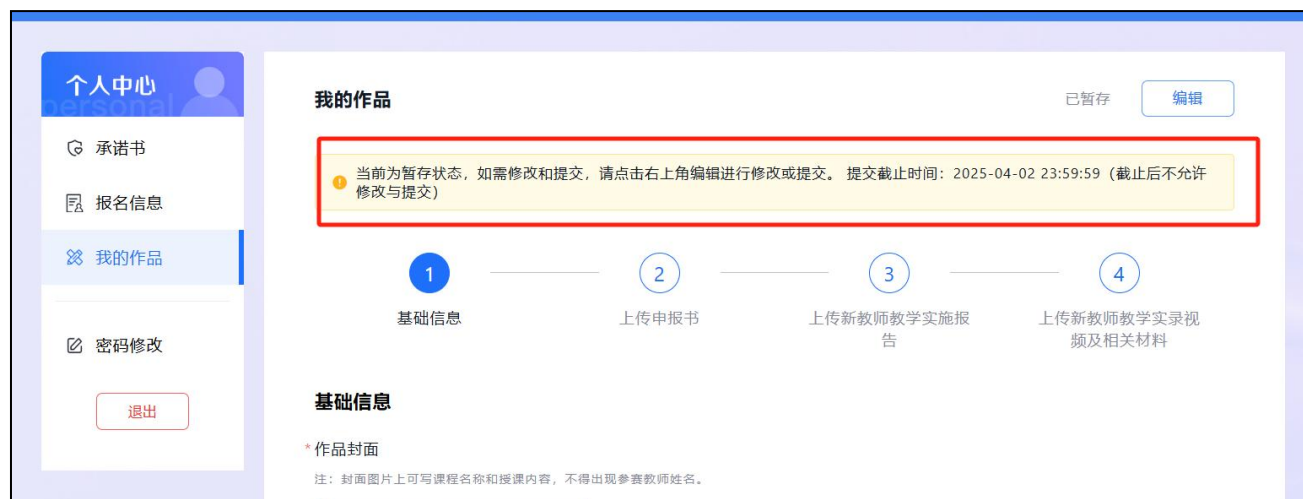 个人中心
personal
承诺书
报名信息
我的作品
密码修改
退出
我的作品
已暂存
编辑
当前为暂存状态，如需修改和提交，请点击右上角编辑进行修改或提交。 提交截止时间：2025-04-02 23:59:59（截止后不允许
修改与提交）
1
2
3
4
基础信息
上传申报书
上传新教师教学实施报
告
上传新教师教学实录视
频及相关材料
基础信息
*作品封面
注：封面图片上可写课程名称和授课内容，不得出现参赛教师姓名。